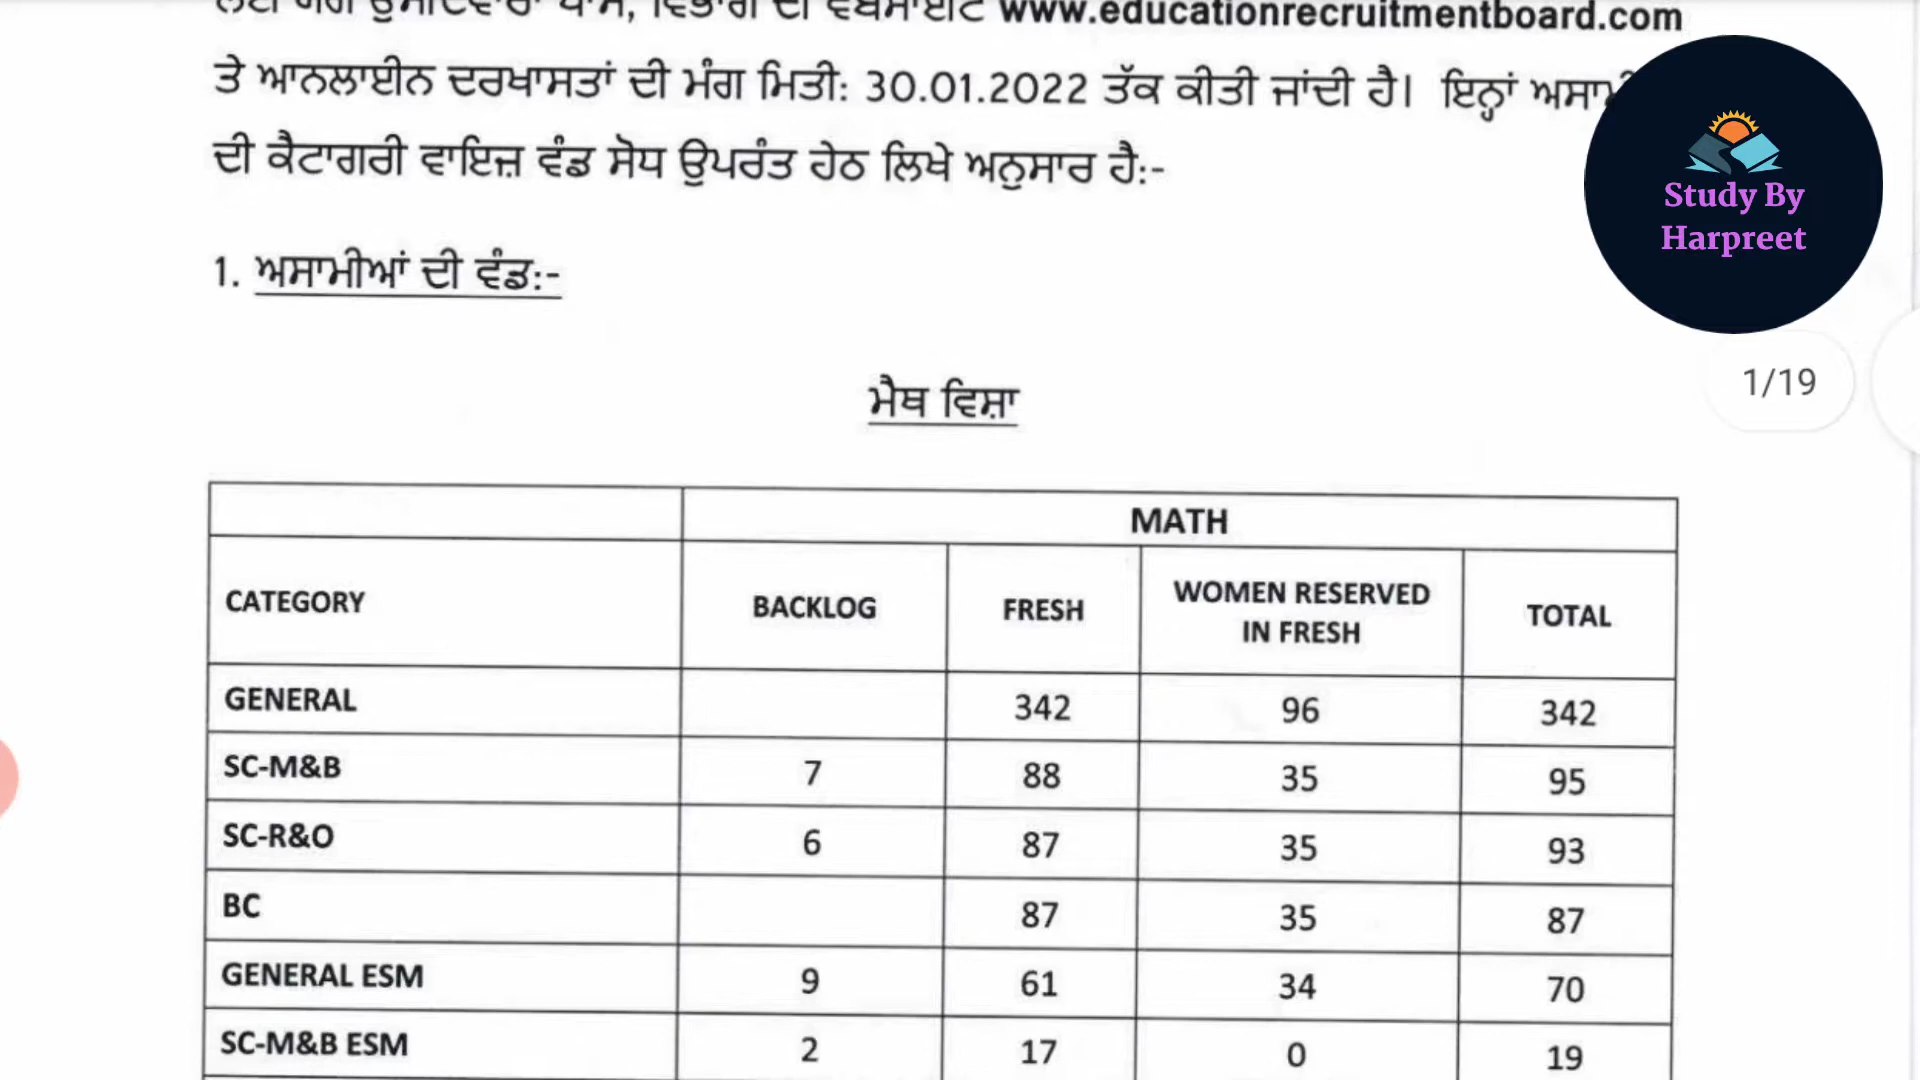 ਵਿਭਾਗ ਦੀ ਵੈਬਸਾਈਟ www.educationrecruitmentboard.com
ਤੇ ਆਨਲਾਈਨ ਦਰਖਾਸਤਾਂ ਦੀ ਮੰਗ ਮਿਤੀ: 30.01.2022 ਤੱਕ ਕੀਤੀ ਜਾਂਦੀ ਹੈ। ਇਨ੍ਹਾਂ
ਦੀ ਕੈਟਾਗਰੀ ਵਾਇਜ਼ ਵੰਡ ਸੋਧ ਉਪਰੰਤ ਹੇਠ ਲਿਖੇ ਅਨੁਸਾਰ ਹੈ:-
Study By
Harpreet
1. ਅਸਾਮੀਆਂ ਦੀ ਵੰਡ:-
1/19
ਮੈਥ ਵਿਸ਼ਾ
MATH
CATEGORY BACKLOG FRESH WOMEN RESERVED IN FRESH TOTAL
GENERAL 342 96 342
SC-M&B 7 88 35 95
SC-R&O 6 87 35 93
BC 87 35 87
GENERAL ESM 9 61 34 70
SC-M&B ESM 2 17 0 19